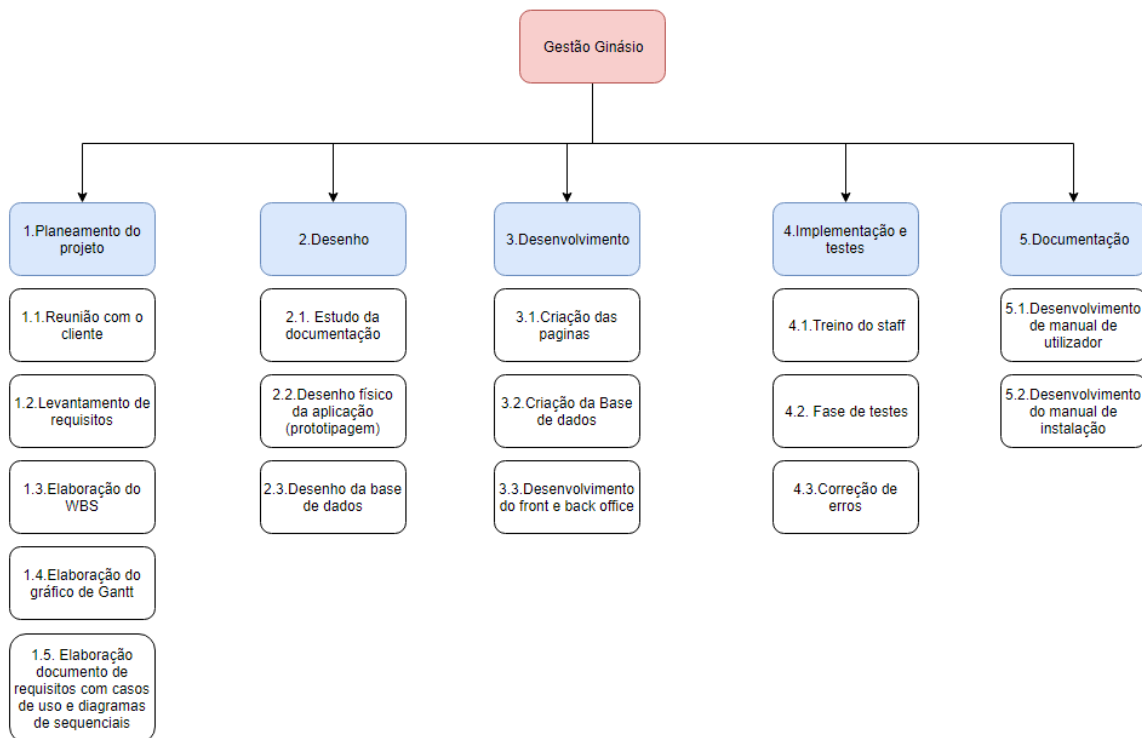 Gestão Ginásio
1.Planeamento do
projeto
2.Desenho
3.Desenvolvimento
4.Implementação e
testes
5.Documentação
1.1.Reunião com o
cliente
2.1. Estudo da
documentação
3.1.Criação das
paginas
4.1.Treino do staff
5.1.Desenvolvimento
de manual de
utilizador
1.2.Levantamento de
requisitos
2.2.Desenho físico
da aplicação
(prototipagem)
3.2.Criação da Base
de dados
4.2. Fase de testes
5.2.Desenvolvimento
do manual de
instalação
1.3.Elaboração do
WBS
2.3.Desenho da base
de dados
3.3.Desenvolvimento
do front e back office
4.3.Correção de
erros
1.4.Elaboração do
gráfico de Gantt
1.5. Elaboração
documento de
requisitos com casos
de uso e diagramas
de sequenciais